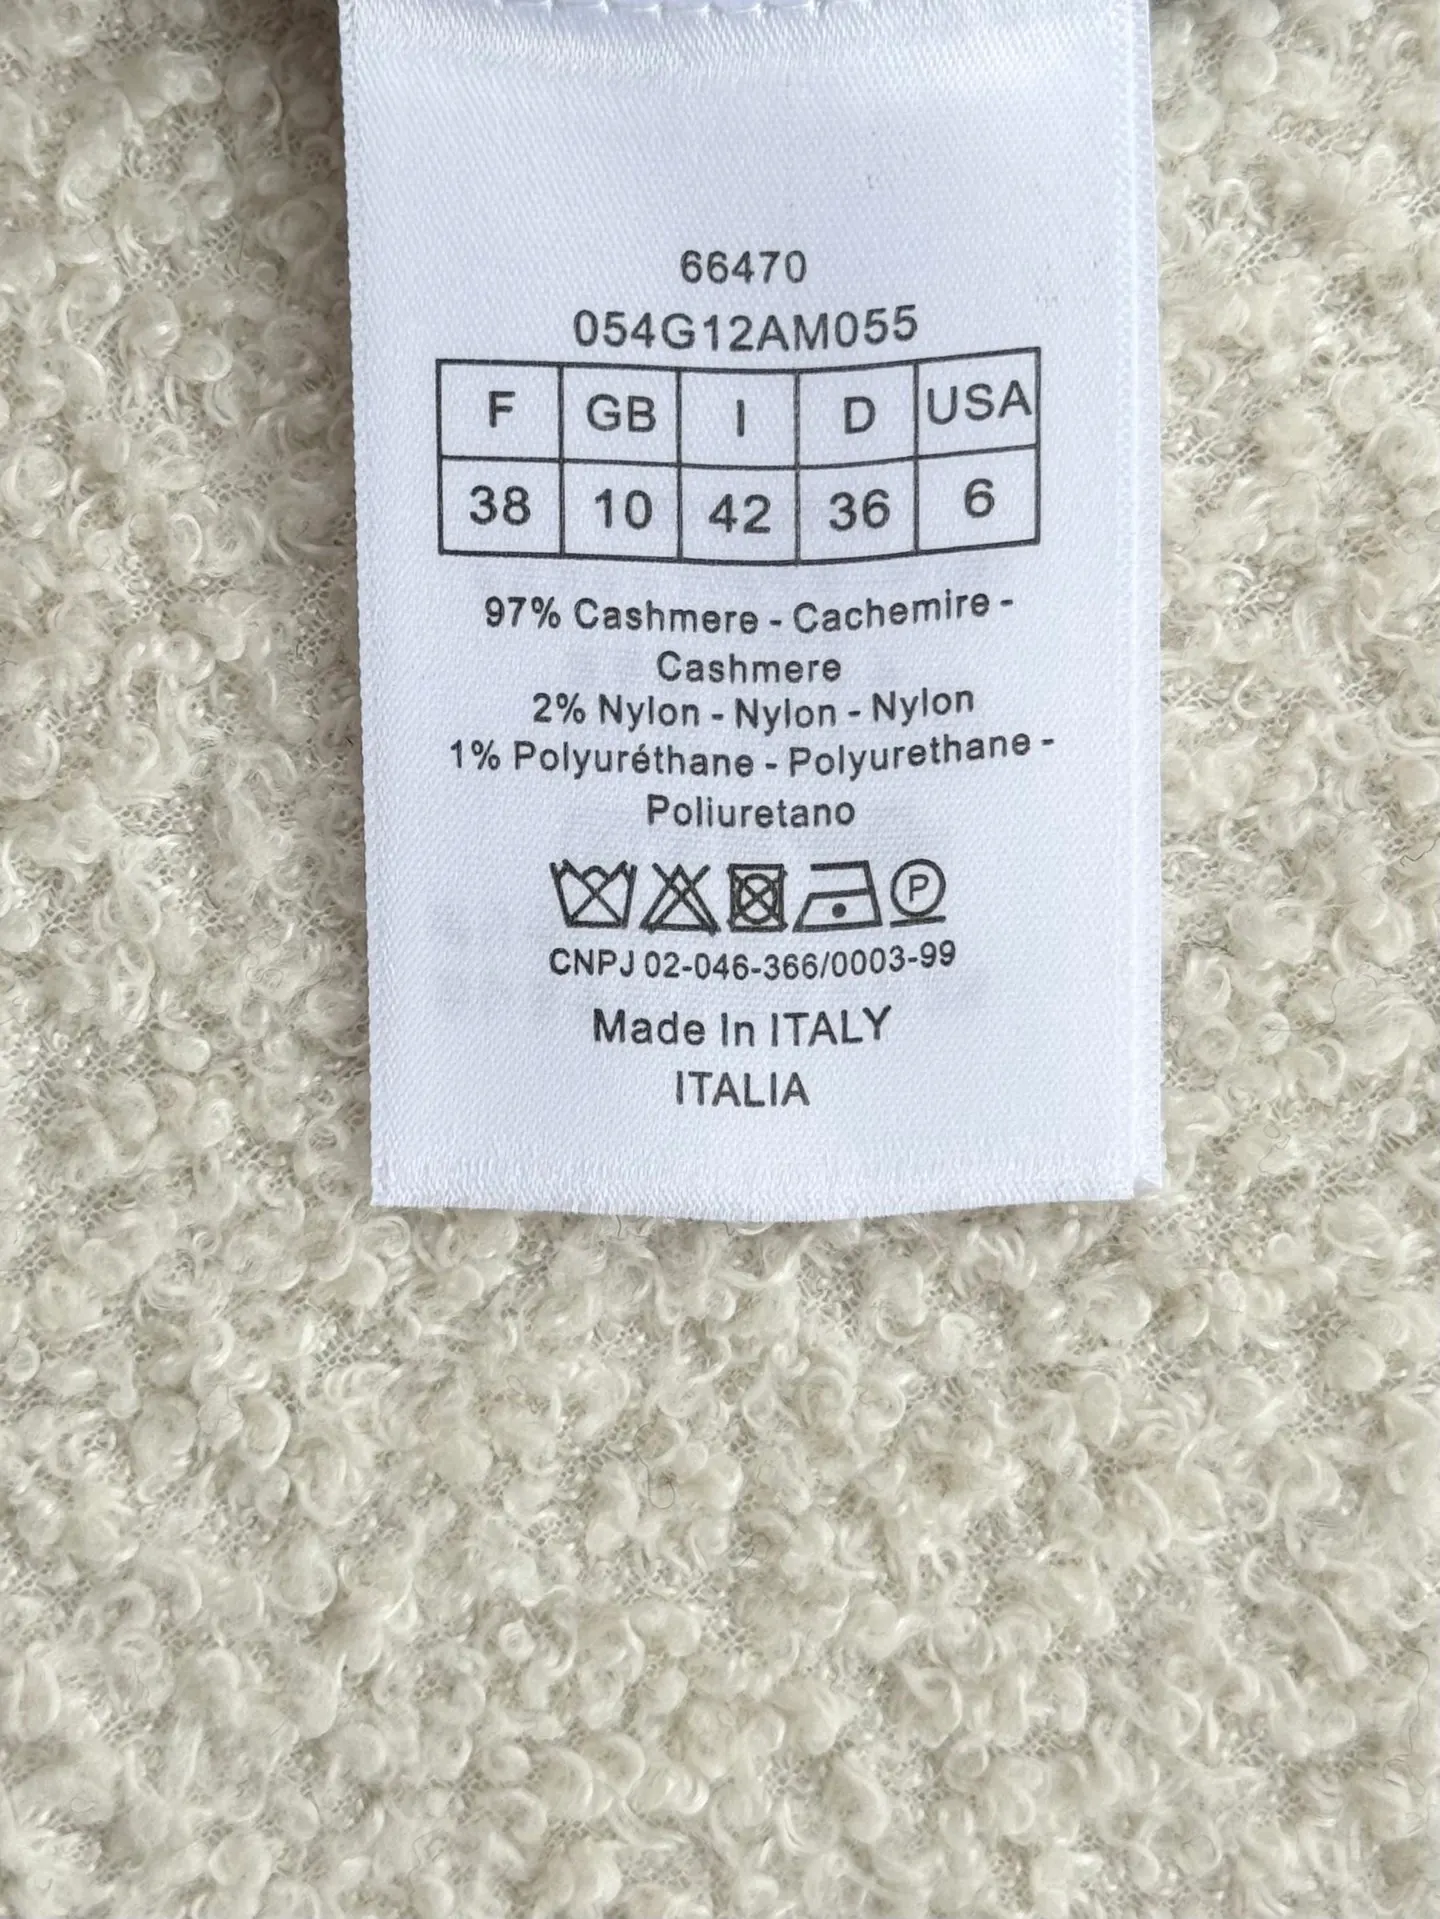 66470
054G12AM055
F GB I D USA
38 10 42 36 6
97% Cashmere - Cachemire -
Cashmere
2% Nylon - Nylon - Nylon
1% Polyuréthane - Polyurethane -
Poliuretano
P
CNPJ 02-046-366/0003-99
Made In ITALY
ITALIA